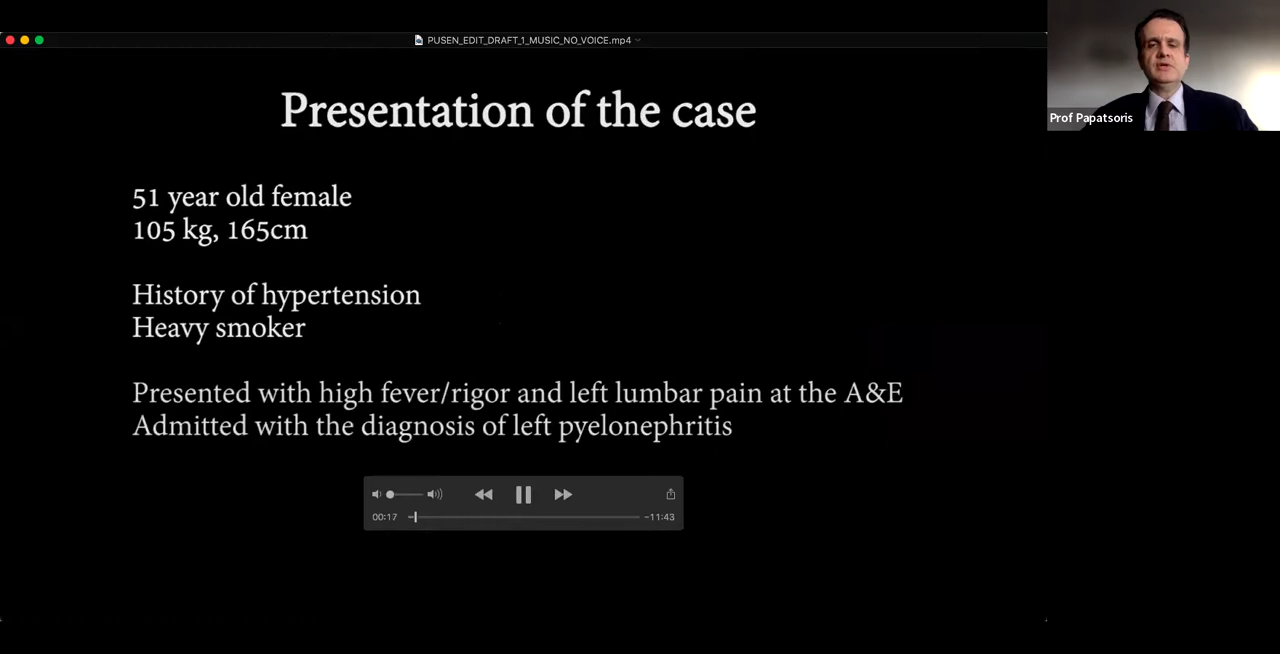 PUSEN_EDIT_DRAFT_1_MUSIC_NO_VOICE.mp4
Prof Papatsoris
Presentation of the case
51 year old female
105 kg, 165cm
History of hypertension
Heavy smoker
Presented with high fever/rigor and left lumbar pain at the A&E
Admitted with the diagnosis of left pyelonephritis
00:17
-11:43